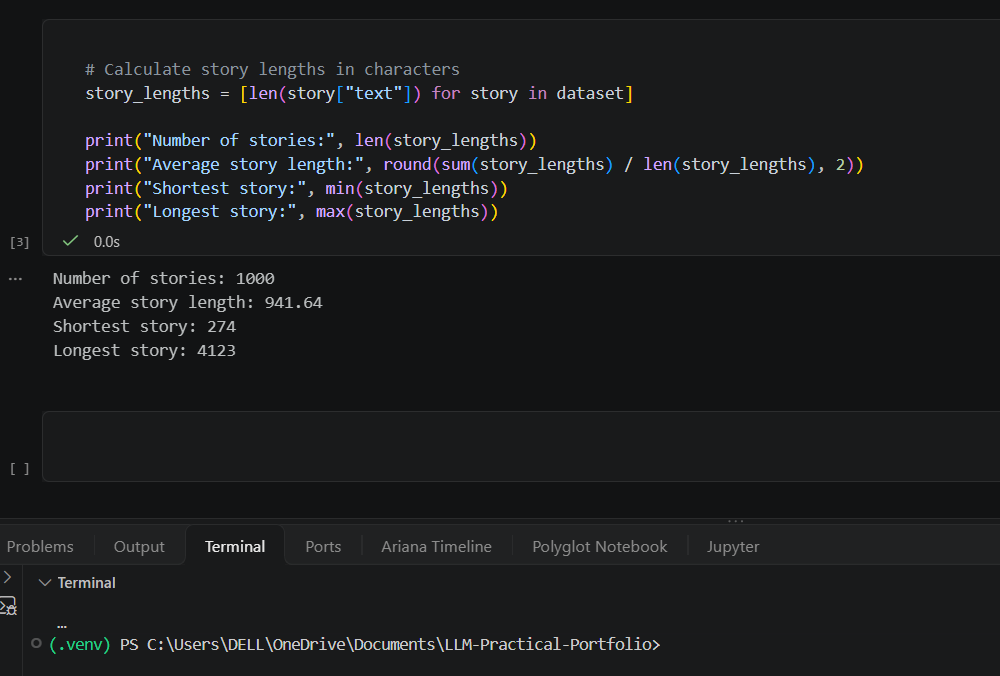 # Calculate story lengths in characters
story_lengths = [len(story["text"]) for story in dataset]
print("Number of stories:", len(story_lengths))
print("Average story length:", round(sum(story_lengths) / len(story_lengths), 2))
print("Shortest story:", min(story_lengths))
print("Longest story:", max(story_lengths))
[3] 0.0s
... Number of stories: 1000
Average story length: 941.64
Shortest story: 274
Longest story: 4123
[ ]
Problems Output Terminal Ports Ariana Timeline Polyglot Notebook Jupyter
Terminal
...
(.venv) PS C:\Users\DELL\OneDrive\Documents\LLM-Practical-Portfolio>